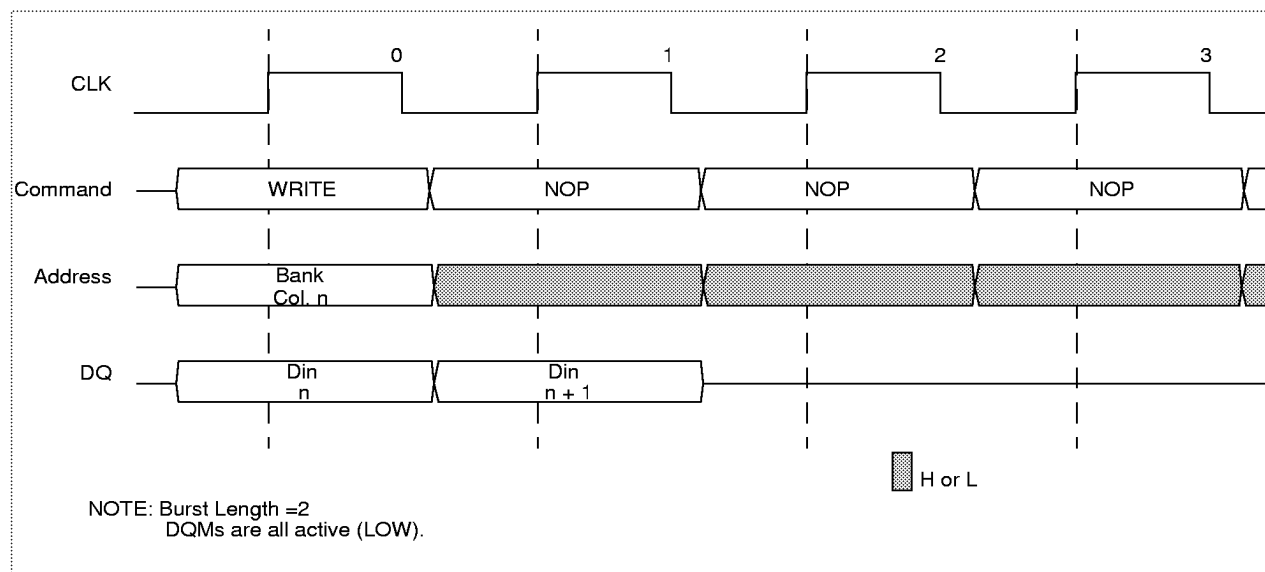 0 1 2 3
CLK
Command WRITE NOP NOP NOP
Address Bank
Col. n
DQ Din Din
n n + 1
H or L
NOTE: Burst Length =2
DQMs are all active (LOW).